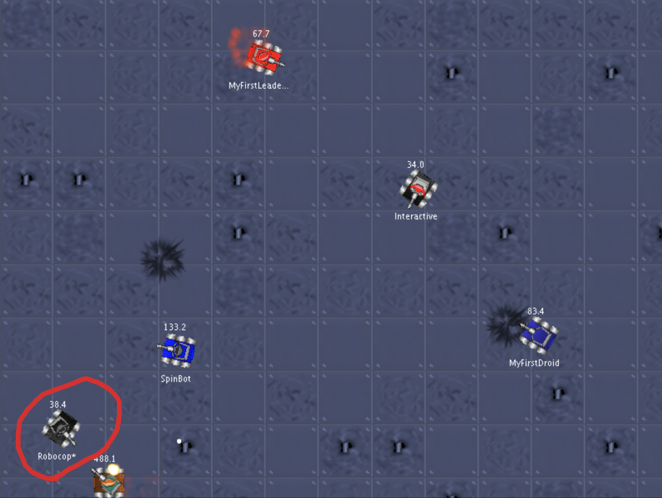 67.7
MyFirstLeade...
34.0
Interactive
83.4
MyFirstDroid
133.2
SpinBot
38.4
Robocop*
488.1